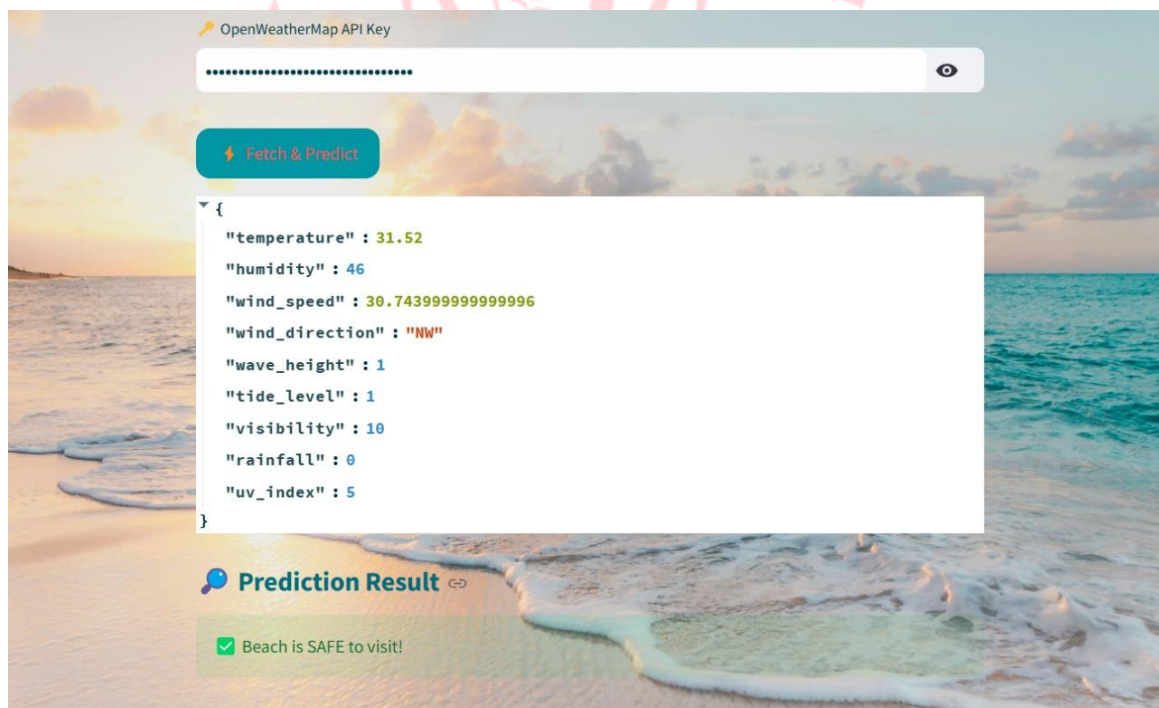 🔑 OpenWeatherMap API Key
••••••••••••••••••••••••••••••••
⚡ Fetch & Predict
{
"temperature" : 31.52
"humidity" : 46
"wind_speed" : 30.743999999999996
"wind_direction" : "NW"
"wave_height" : 1
"tide_level" : 1
"visibility" : 10
"rainfall" : 0
"uv_index" : 5
}
🔎 Prediction Result
✅ Beach is SAFE to visit!